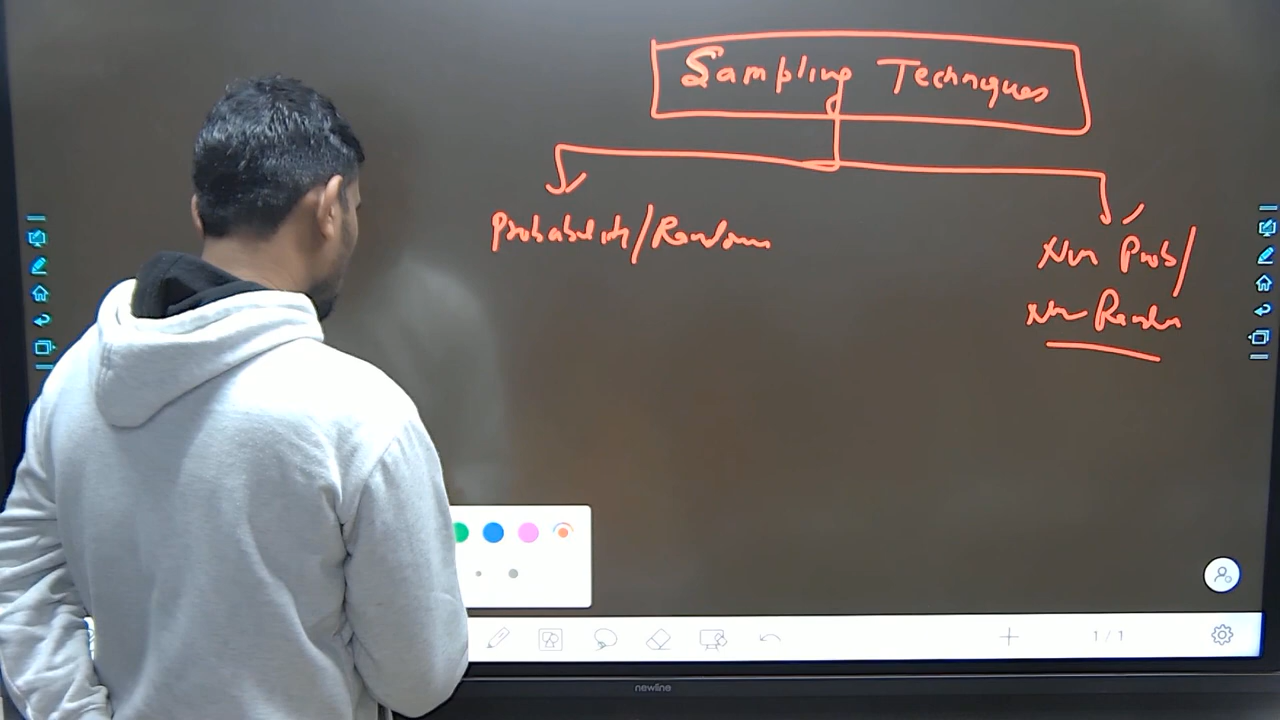 Sampling Techniques
Probability/Random
Non Prob/
Non Random
1/1
newline